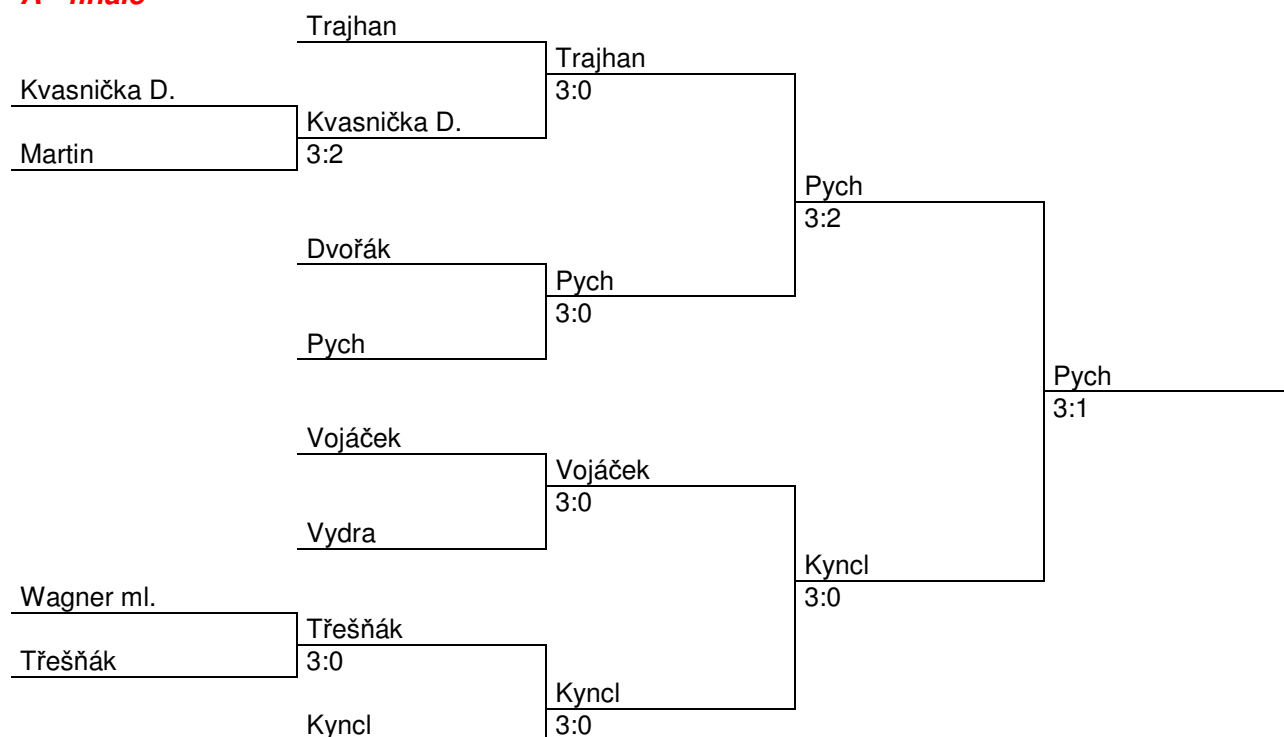 Trajhan
Trajhan
Kvasnička D.
3:0
Kvasnička D.
Martin
3:2
Pych
3:2
Dvořák
Pych
3:0
Pych
Pych
3:1
Vojáček
Vojáček
3:0
Vydra
Kyncl
Wagner ml.
3:0
Třešňák
Třešňák
3:0
Kyncl
Kyncl
3:0